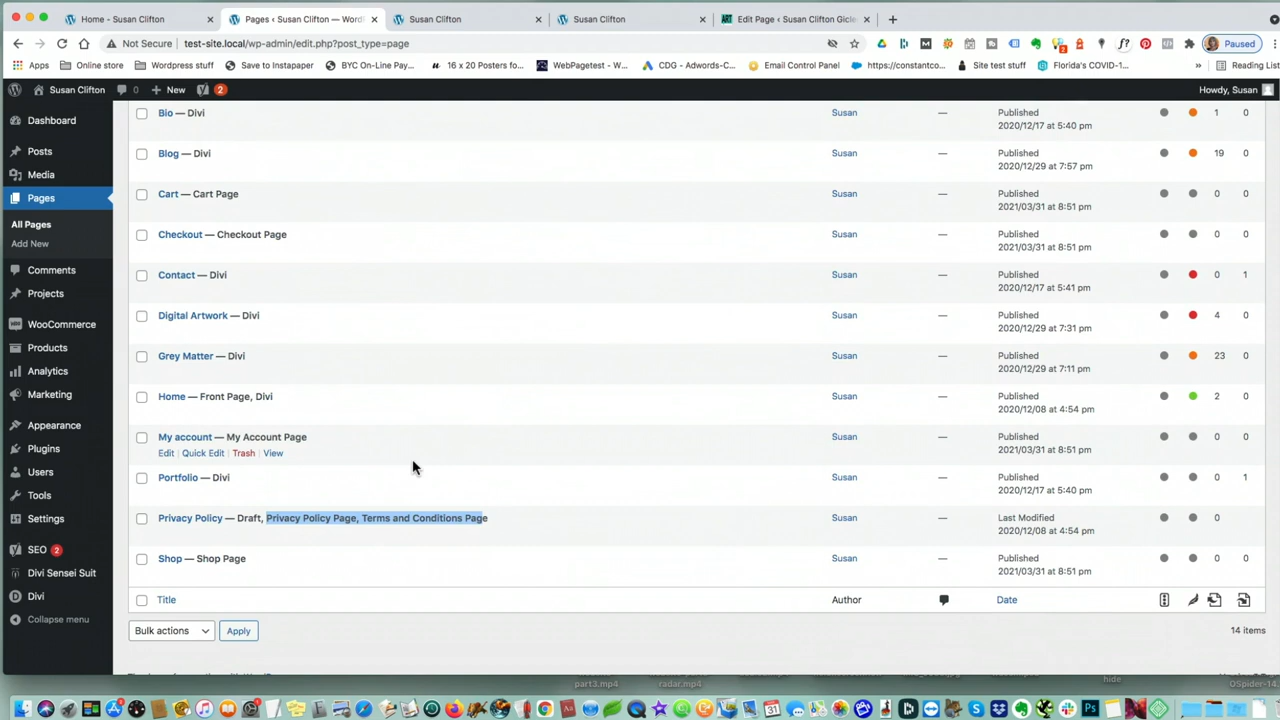 Home - Susan Clifton
Pages ‹ Susan Clifton — WordP
Susan Clifton
Susan Clifton
Edit Page ‹ Susan Clifton Gicle
Not Secure
test-site.local/wp-admin/edit.php?post_type=page
Paused
Apps
Online store
Wordpress stuff
Save to Instapaper
BYC On-Line Pay...
16 x 20 Posters fo...
WebPagetest - W...
CDG - Adwords-C...
Email Control Panel
https://constantco...
Site test stuff
Florida's COVID-1...
»
Reading List
Susan Clifton
0
+ New
2
Howdy, Susan
Dashboard
Posts
Media
Pages
All Pages
Add New
Comments
Projects
WooCommerce
Products
Analytics
Marketing
Appearance
Plugins
Users
Tools
Settings
SEO 2
Divi Sensei Suit
Divi
Collapse menu
Bio — Divi
Susan
—
Published
2020/12/17 at 5:40 pm
1
0
Blog — Divi
Susan
—
Published
2020/12/29 at 7:57 pm
19
0
Cart — Cart Page
Susan
—
Published
2021/03/31 at 8:51 pm
0
0
Checkout — Checkout Page
Susan
—
Published
2021/03/31 at 8:51 pm
0
0
Contact — Divi
Susan
—
Published
2020/12/17 at 5:41 pm
0
1
Digital Artwork — Divi
Susan
—
Published
2020/12/29 at 7:31 pm
4
0
Grey Matter — Divi
Susan
—
Published
2020/12/29 at 7:11 pm
23
0
Home — Front Page, Divi
Susan
—
Published
2020/12/08 at 4:54 pm
2
0
My account — My Account Page
Edit | Quick Edit | Trash | View
Susan
—
Published
2021/03/31 at 8:51 pm
0
0
Portfolio — Divi
Susan
—
Published
2020/12/17 at 5:40 pm
0
1
Privacy Policy — Draft, Privacy Policy Page, Terms and Conditions Page
Susan
—
Last Modified
2020/12/08 at 4:54 pm
0
Shop — Shop Page
Susan
—
Published
2021/03/31 at 8:51 pm
0
0
Title
Author
Date
Bulk actions
Apply
14 items
part3.mp4
radar.mp4
hide
OSpider-14.